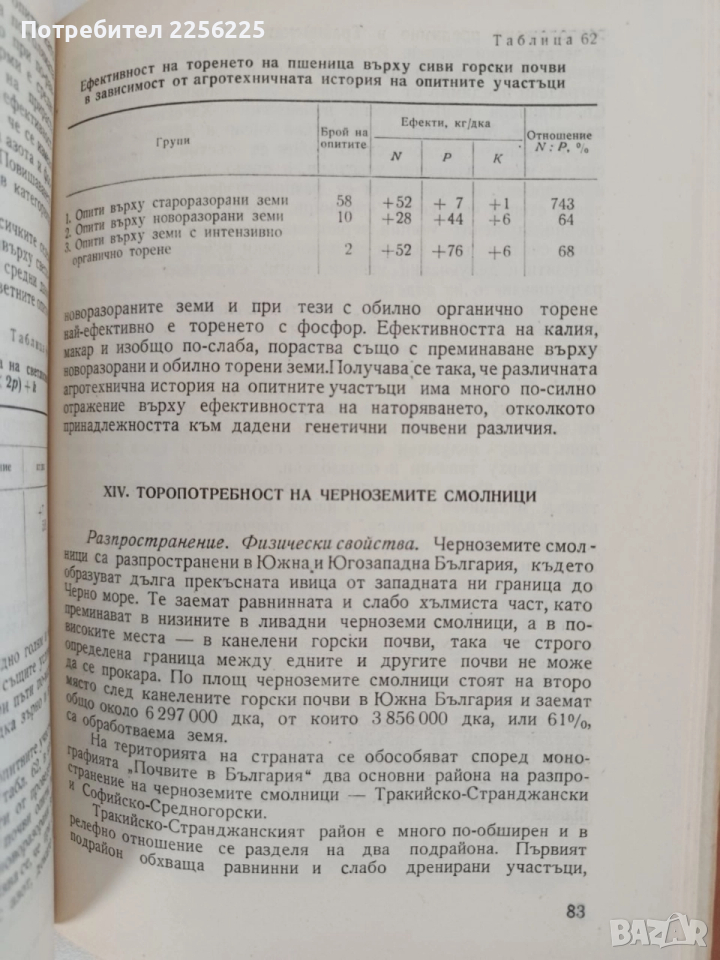 Потребител 2256225
Таблица 62
Ефективност на торенето на пшеница върху сиви горски почви
в зависимост от агротехничната история на опитните участъци
Групи
Брой на опитите
Ефекти, кг/дка
N P K
Отношение N : P, %
1. Опити върху староразорани земи 58 +52 + 7 +1 743
2. Опити върху новоразорани земи 10 +28 +44 +6 64
3. Опити върху земи с интензивно
органично торене 2 +52 +76 +6 68
новоразораните земи и при тези с обилно органично торене
най-ефективно е торенето с фосфор. Ефективността на калия,
макар и изобщо по-слаба, пораства също с преминаване върху
новоразорани и обилно торени земи.Получава се така, че различната
агротехнична история на опитните участъци има много по-силно
отражение върху ефективността на наторяването, отколкото
принадлежността към дадени генетични почвени различия.
XIV. ТОРОПОТРЕБНОСТ НА ЧЕРНОЗЕМИТЕ СМОЛНИЦИ
Разпространение. Физически свойства. Черноземите смол-
ници са разпространени в Южна и Югозападна България, където
образуват дълга прекъсната ивица от западната ни граница до
Черно море. Те заемат равнинната и слабо хълмиста част, като
преминават в низините в ливадни черноземи смолници, а в по-
високите места — в канелени горски почви, така че строго
определена граница между едните и другите почви не може
да се прокара. По площ черноземите смолници стоят на второ
място след канелените горски почви в Южна България и заемат
общо около 6 297 000 дка, от които 3 856 000 дка, или 61%,
са обработваема земя.
На територията на страната се обособяват според моно-
графията „Почвите в България“ два основни района на разпро-
странение на черноземите смолници — Тракийско-Странджански
и Софийско-Средногорски.
Тракийско-Странджанският район е много по-обширен и в
релефно отношение се разделя на два подрайона. Първият
подрайон обхваща равнинни и слабо дренирани участъци,
83
BAZAR